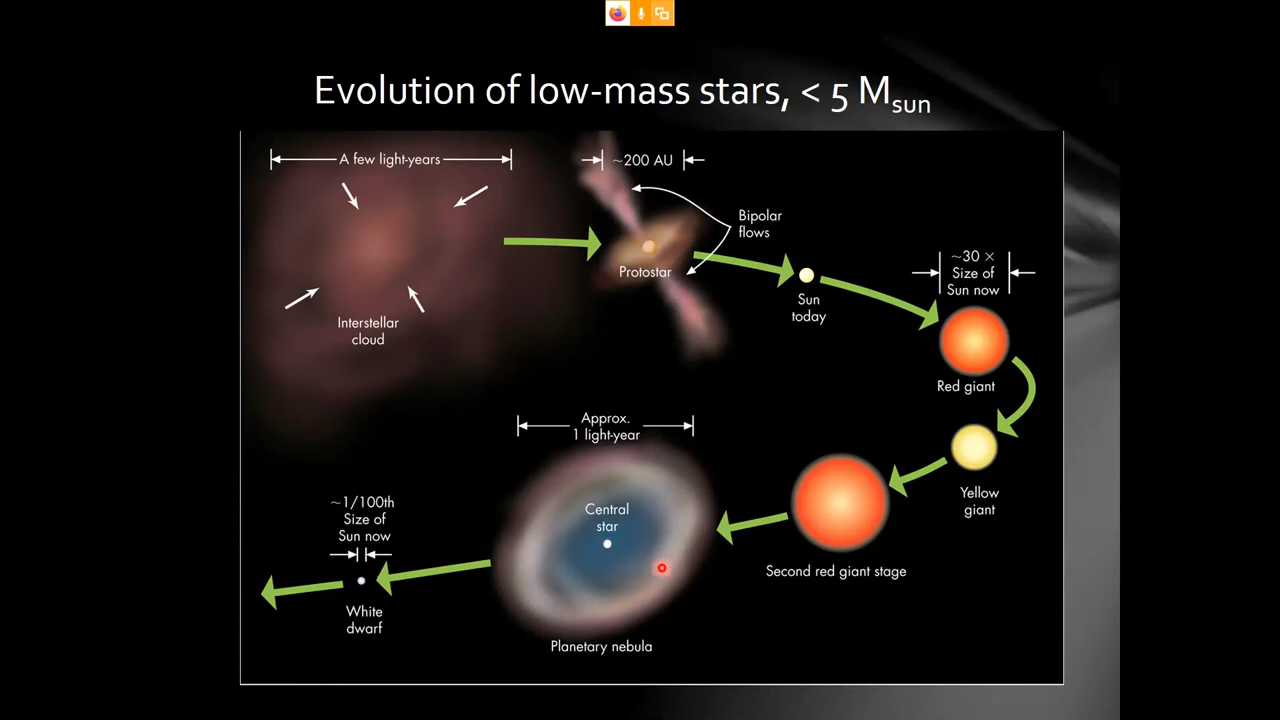 Evolution of low-mass stars, < 5 Msun
A few light-years
~200 AU
Bipolar
flows
Protostar
Interstellar
cloud
Sun
today
~30 ×
Size of
Sun now
Red giant
Yellow
giant
Second red giant stage
Approx.
1 light-year
Central
star
Planetary nebula
~1/100th
Size of
Sun now
White
dwarf